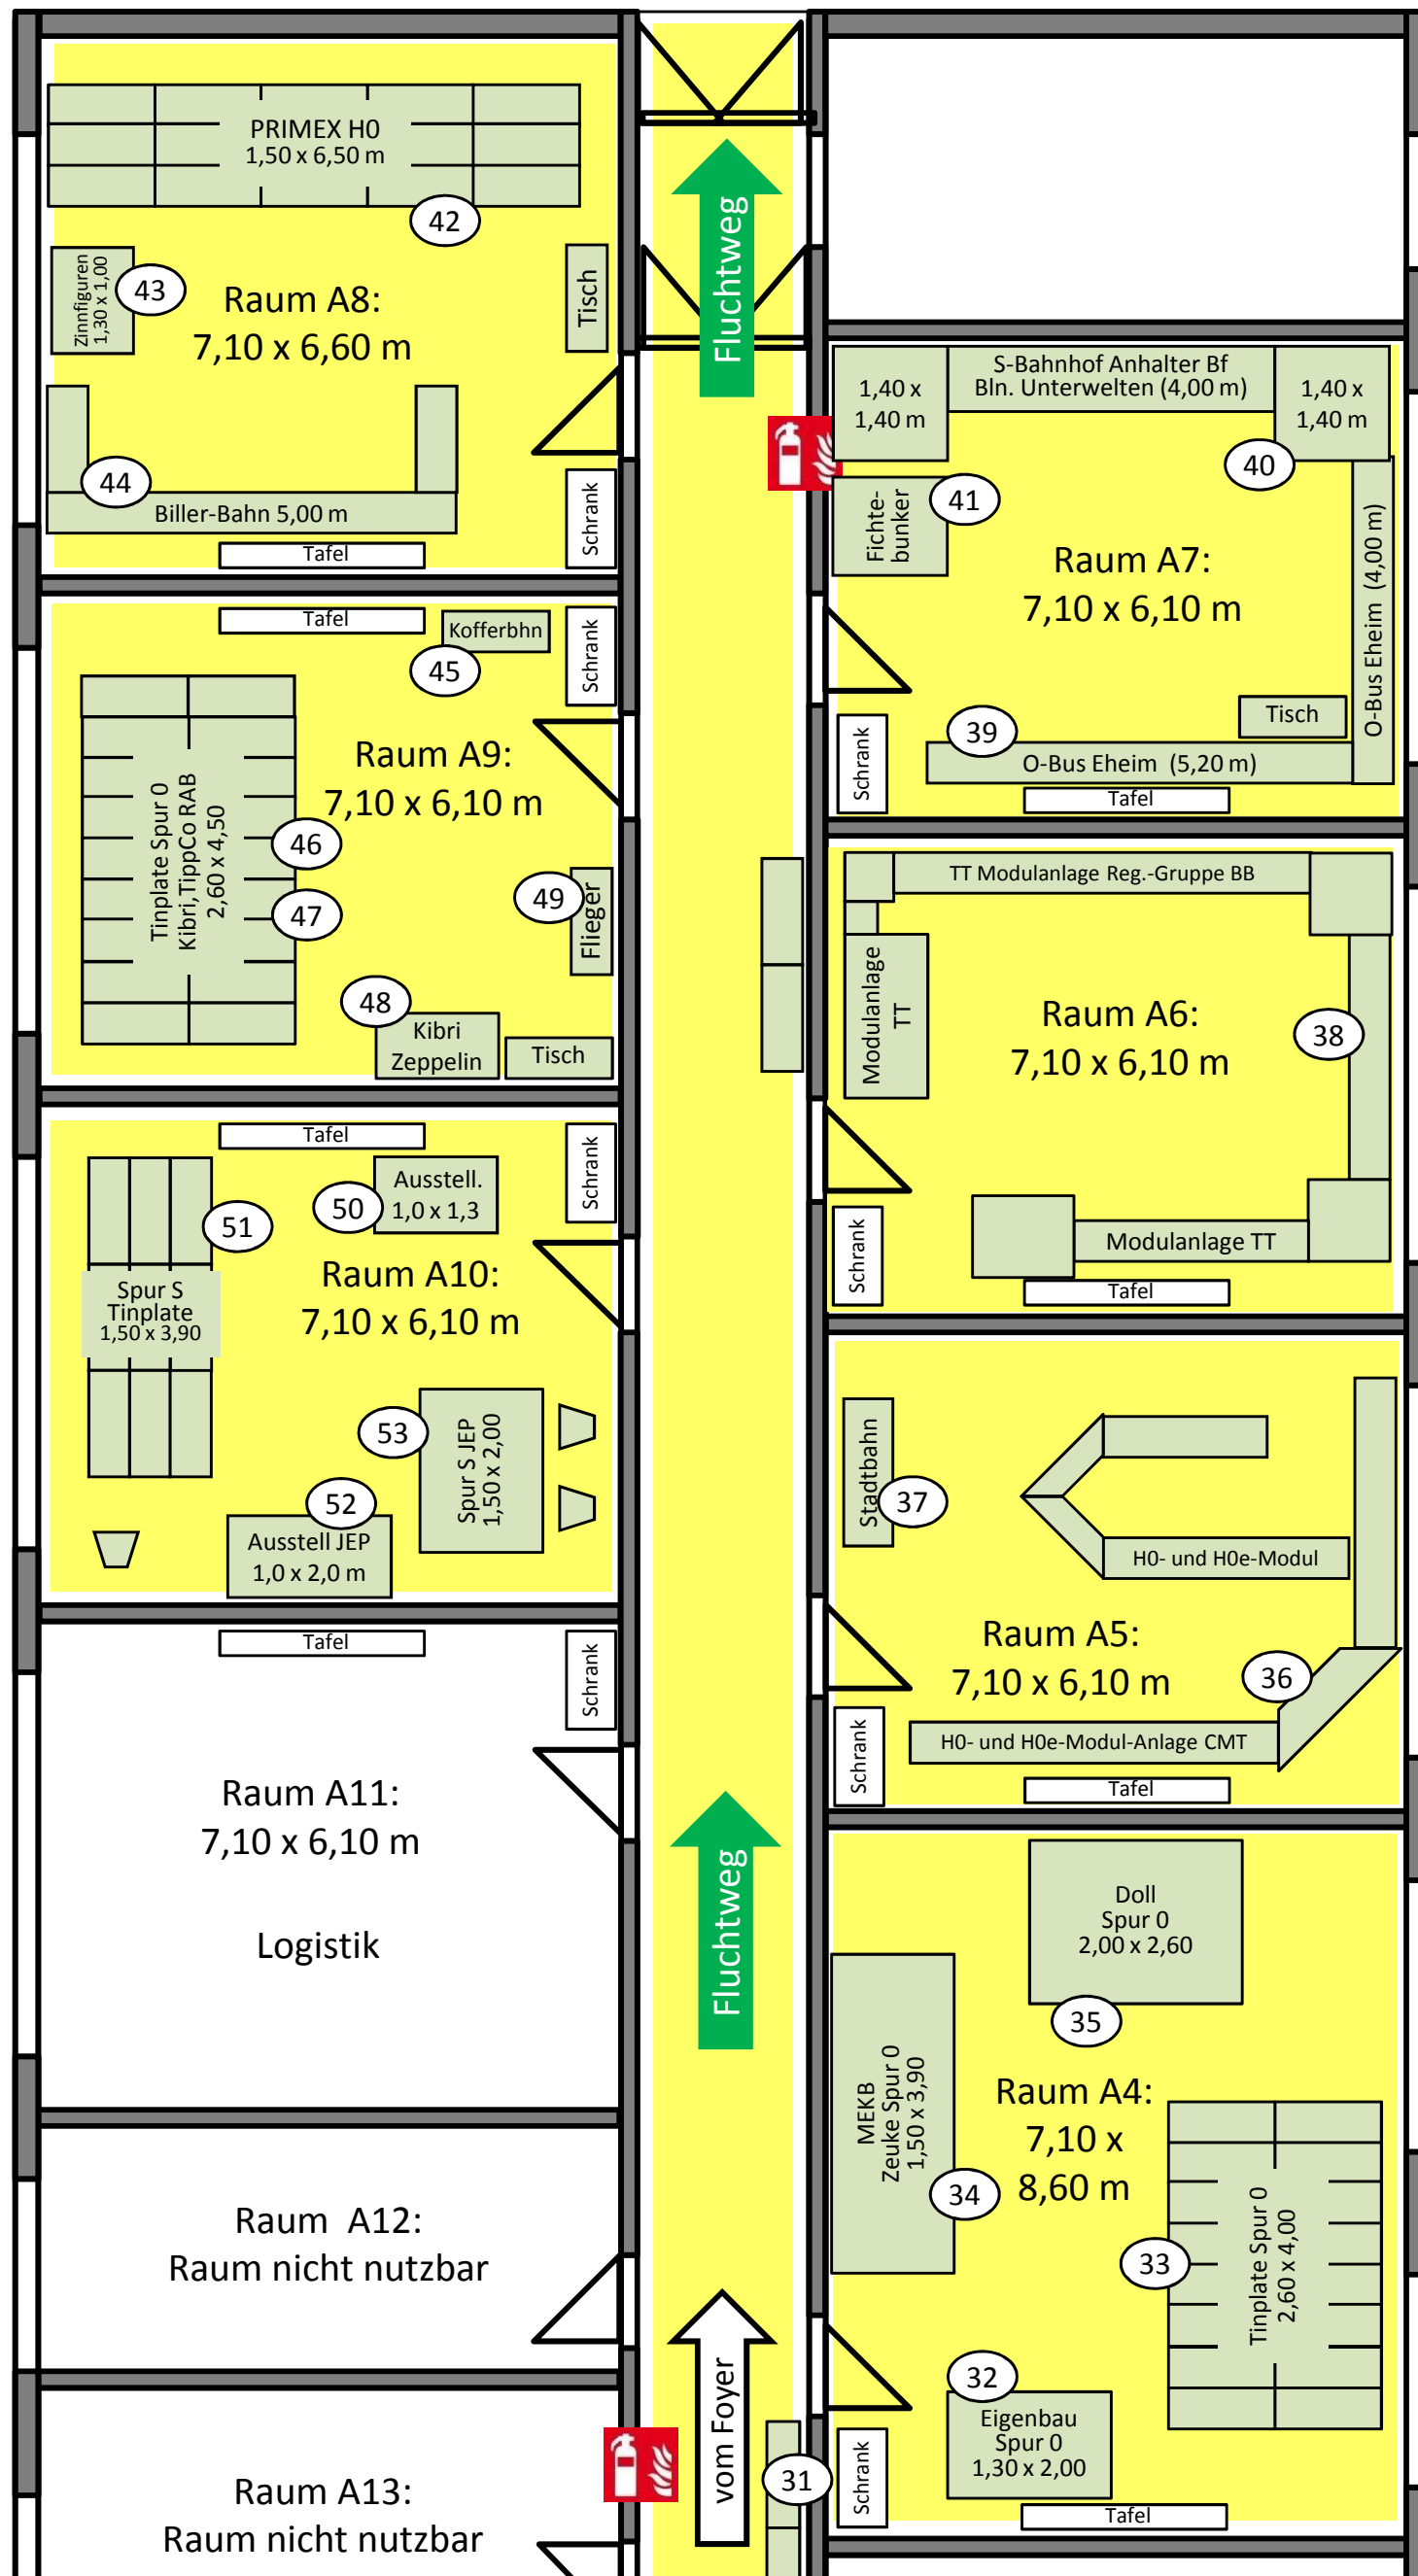 PRIMEX H0
1,50 x 6,50 m
42
Zinnfiguren
1,30 x 1,00
43
Raum A8:
7,10 x 6,60 m
Tisch
44
Biller-Bahn 5,00 m
Tafel
Schrank
Fluchtweg
S-Bahnhof Anhalter Bf
Bln. Unterwelten (4,00 m)
1,40 x
1,40 m
1,40 x
1,40 m
40
41
Fichte-
bunker
Raum A7:
7,10 x 6,10 m
O-Bus Eheim (4,00 m)
Tisch
39
O-Bus Eheim (5,20 m)
Schrank
Tafel
Tafel
Kofferbhn
45
Schrank
Raum A9:
7,10 x 6,10 m
Tinplate Spur 0
Kibri,TippCo RAB
2,60 x 4,50
46
47
49
Flieger
48
Kibri
Zeppelin
Tisch
TT Modulanlage Reg.-Gruppe BB
Modulanlage
TT
Raum A6:
7,10 x 6,10 m
38
Modulanlage TT
Schrank
Tafel
Tafel
Schrank
Ausstell.
1,0 x 1,3
50
51
Raum A10:
7,10 x 6,10 m
Spur S
Tinplate
1,50 x 3,90
53
Spur S JEP
1,50 x 2,00
52
Ausstell JEP
1,0 x 2,0 m
Stadtbahn
37
H0- und H0e-Modul
Raum A5:
7,10 x 6,10 m
36
H0- und H0e-Modul-Anlage CMT
Schrank
Tafel
Tafel
Schrank
Raum A11:
7,10 x 6,10 m
Logistik
Fluchtweg
Doll
Spur 0
2,00 x 2,60
35
MEKB
Zeuke Spur 0
1,50 x 3,90
34
Raum A4:
7,10 x
8,60 m
33
Tinplate Spur 0
2,60 x 4,00
32
Eigenbau
Spur 0
1,30 x 2,00
Schrank
Tafel
Raum A12:
Raum nicht nutzbar
vom Foyer
31
Raum A13:
Raum nicht nutzbar